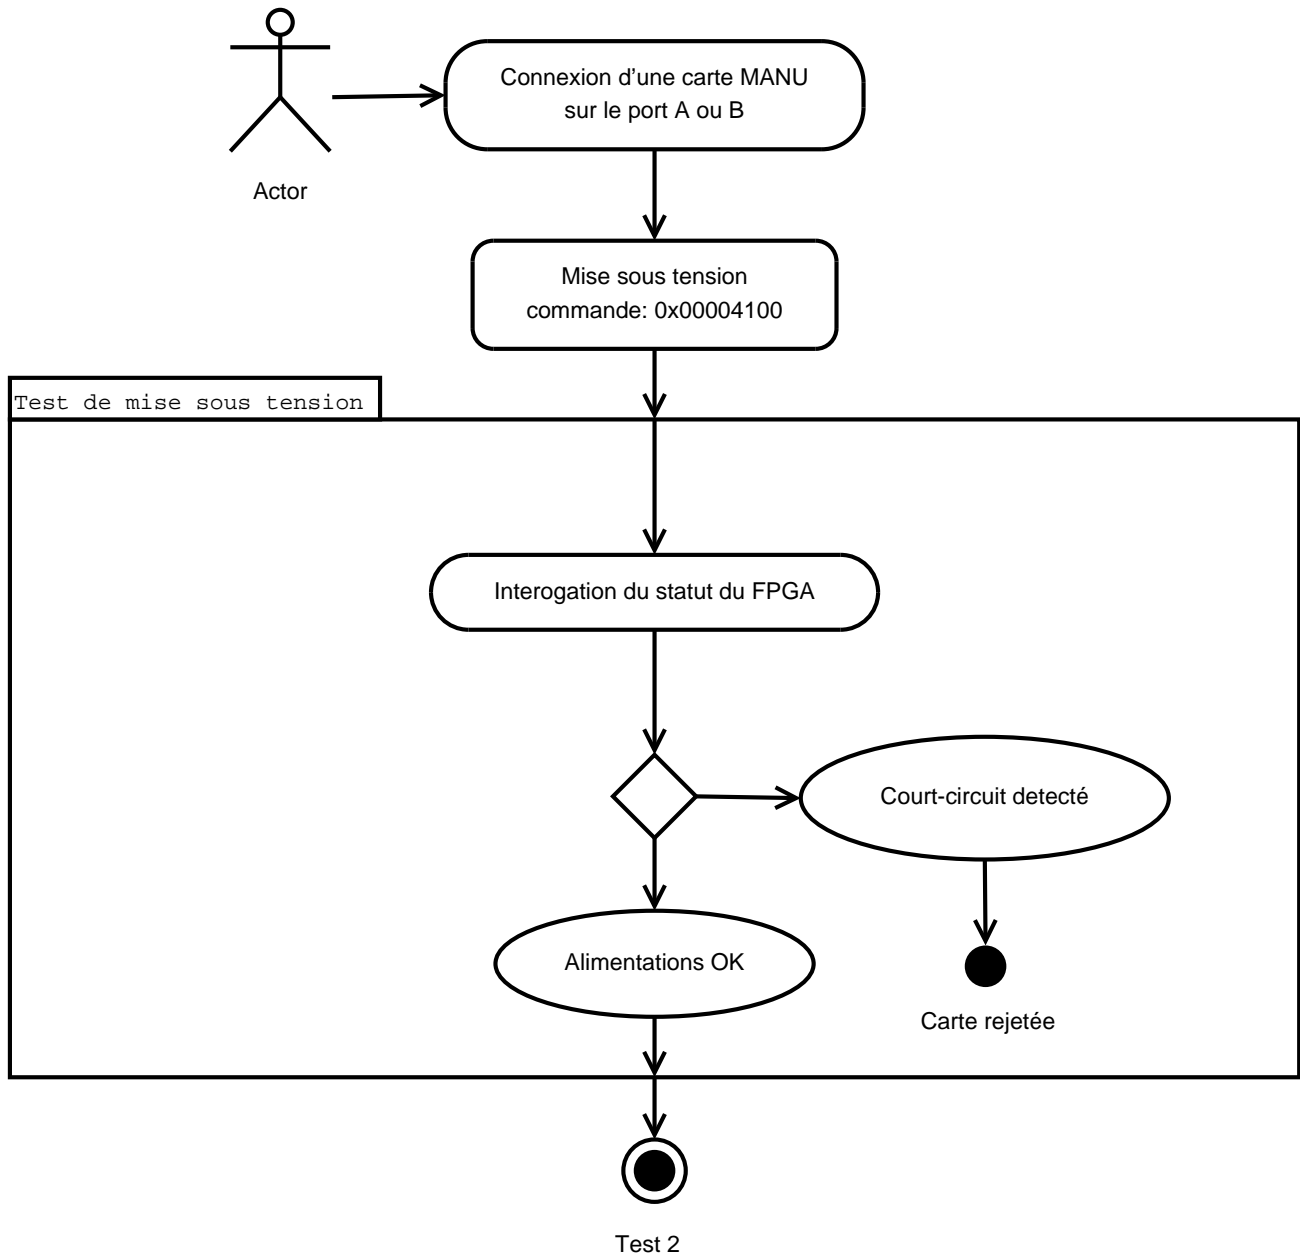 Connexion d’une carte MANU
sur le port A ou B
Actor
Mise sous tension
commande: 0x00004100
Test de mise sous tension
Interogation du statut du FPGA
Court-circuit detecté
Alimentations OK
Carte rejetée
Test 2